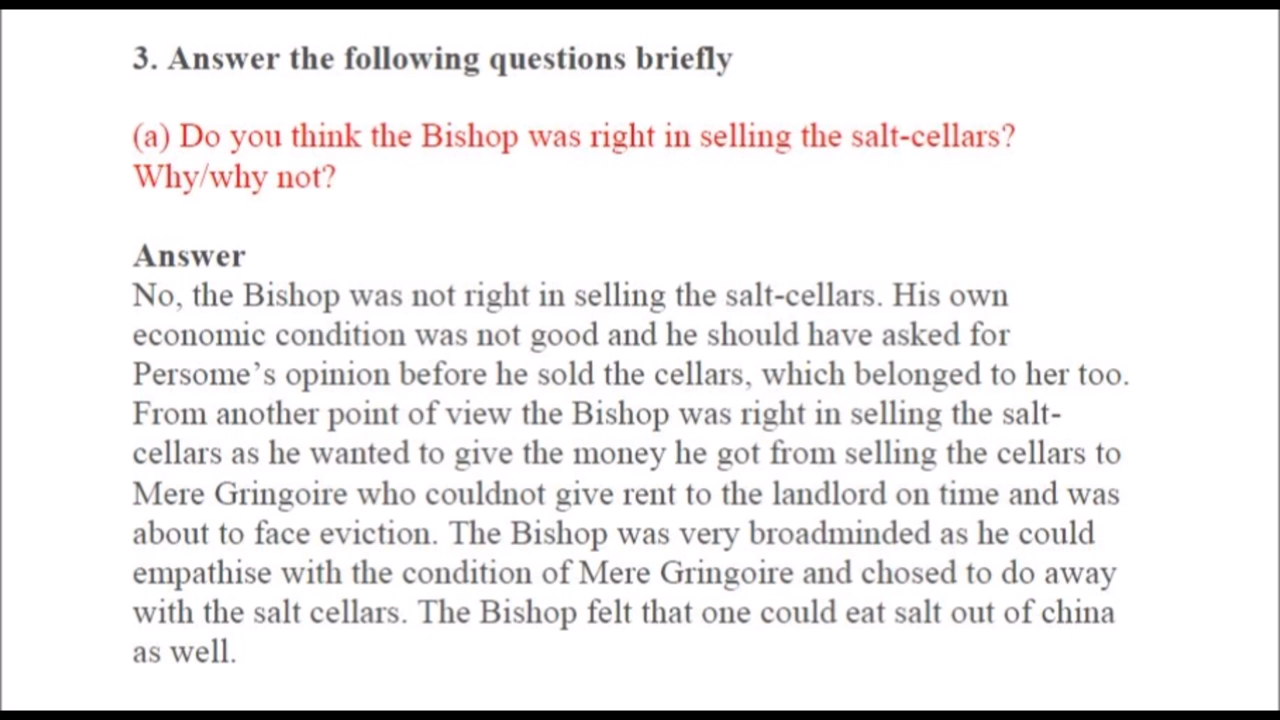 3. Answer the following questions briefly
(a) Do you think the Bishop was right in selling the salt-cellars?
Why/why not?
Answer
No, the Bishop was not right in selling the salt-cellars. His own
economic condition was not good and he should have asked for
Persome’s opinion before he sold the cellars, which belonged to her too.
From another point of view the Bishop was right in selling the salt-
cellars as he wanted to give the money he got from selling the cellars to
Mere Gringoire who couldnot give rent to the landlord on time and was
about to face eviction. The Bishop was very broadminded as he could
empathise with the condition of Mere Gringoire and chosed to do away
with the salt cellars. The Bishop felt that one could eat salt out of china
as well.